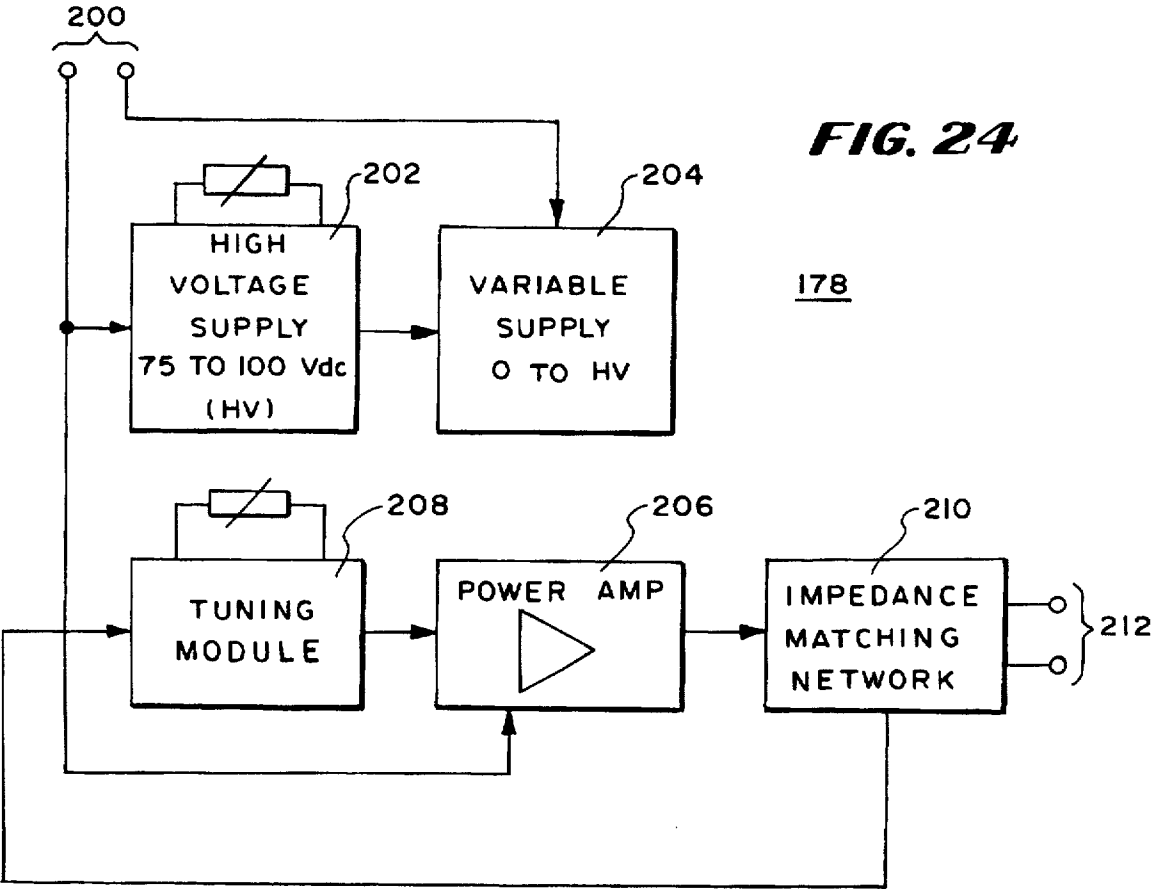 200
FIG. 24
202
204
HIGH
VOLTAGE
SUPPLY
75 TO 100 Vdc
(HV)
VARIABLE
SUPPLY
0 TO HV
178
208
206
210
TUNING
MODULE
POWER AMP
IMPEDANCE
MATCHING
NETWORK
212